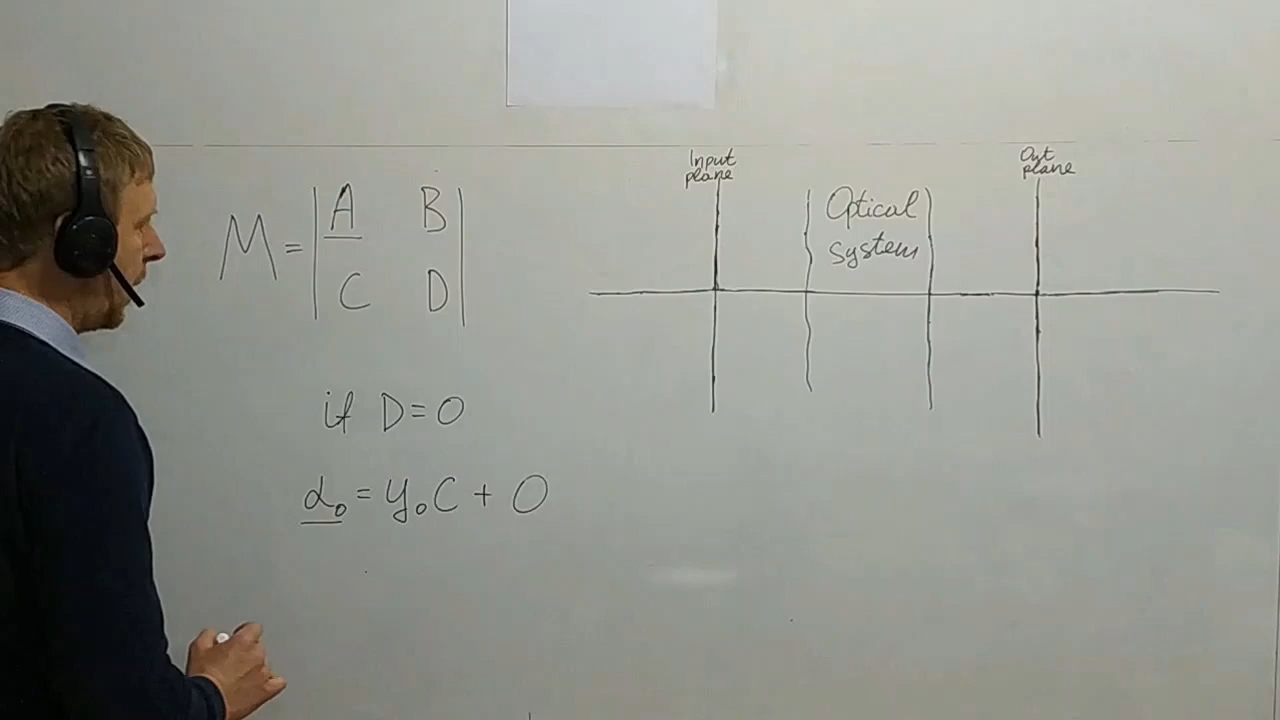 M = | A B |
| C D |
if D = 0
α₀ = y₀C + 0
Input
plane
Optical
system
Out
plane